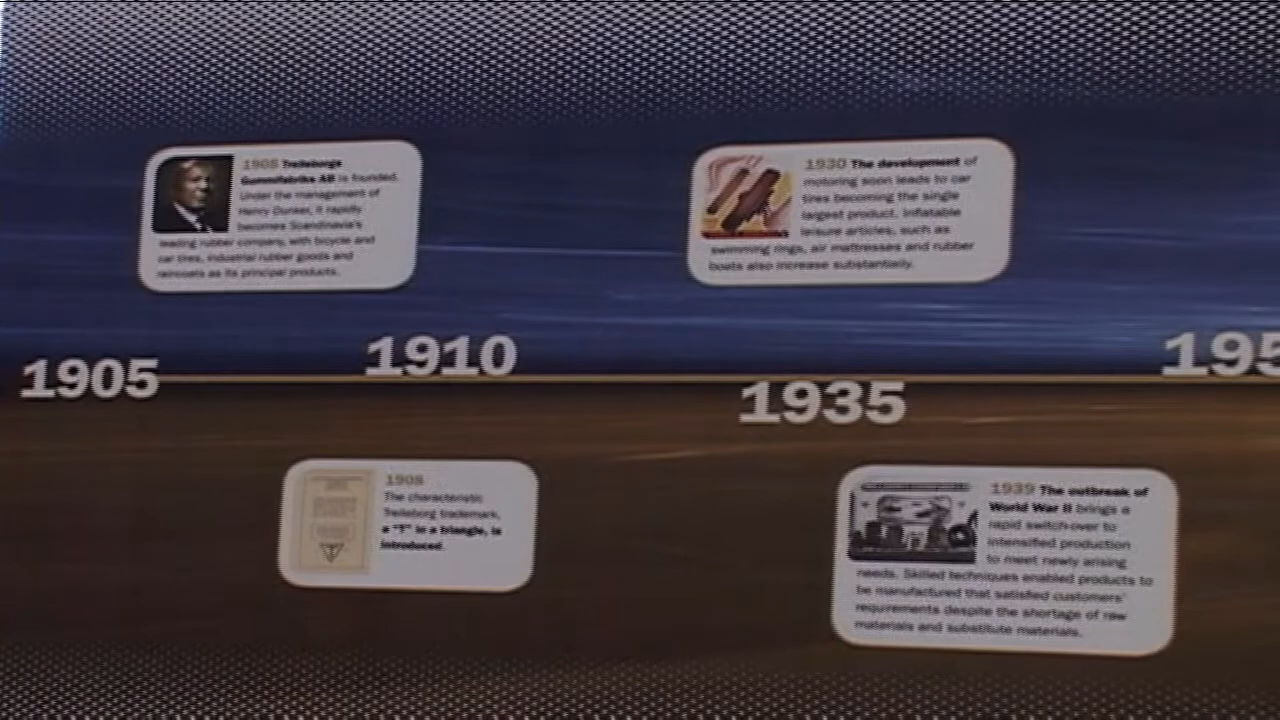 1905 Trelleborgs
Gummifabriks AB is founded.
Under the management of
Henry Dunker, it rapidly
becomes Scandinavia's
leading rubber company, with bicycle and
car tires, industrial rubber goods and
raincoats as its principal products.
1930 The development of
motoring soon leads to car
tires becoming the single
largest product. Inflatable
leisure articles, such as
swimming rings, air mattresses and rubber
boats also increase substantially.
1905
1910
1935
195
1908
The characteristic
Trelleborg trademark,
a "T" in a triangle, is
introduced.
1939 The outbreak of
World War II brings a
rapid switch-over to
intensified production
to meet newly arising
needs. Skilled techniques enabled products to
be manufactured that satisfied customers'
requirements despite the shortage of raw
materials and substitute materials.